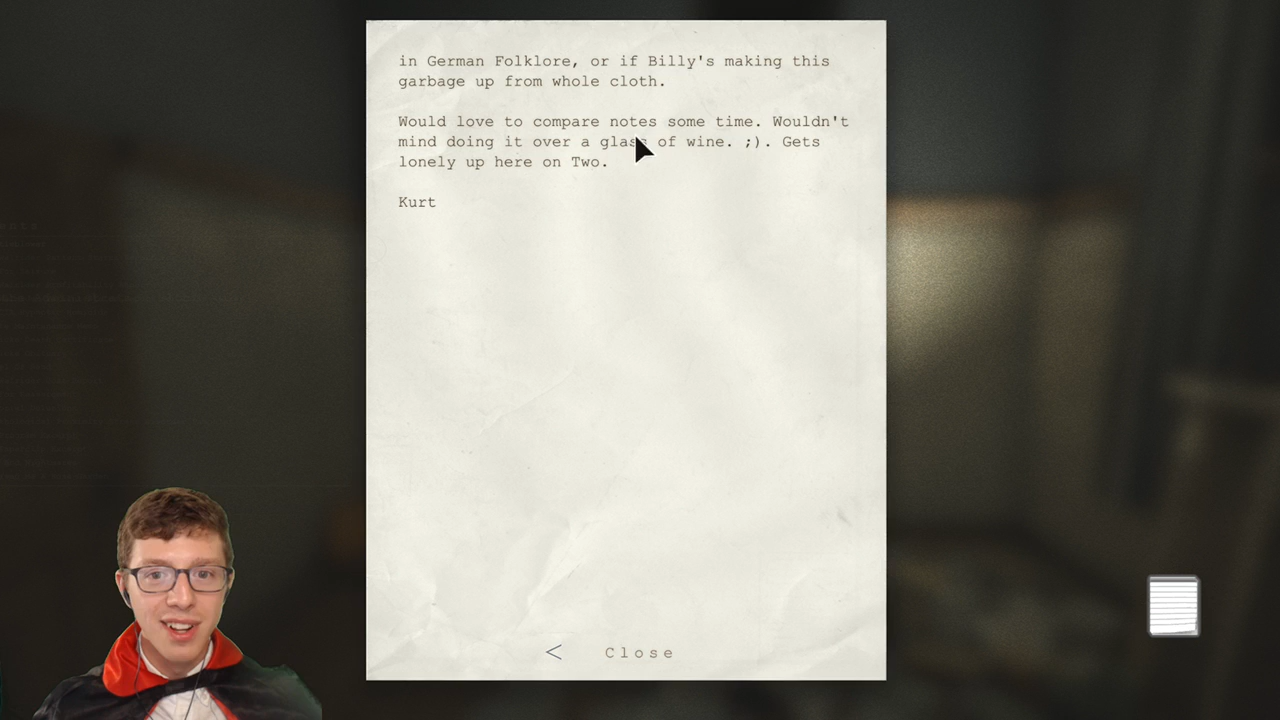 in German Folklore, or if Billy's making this
garbage up from whole cloth.
Would love to compare notes some time. Wouldn't
mind doing it over a glass of wine. ;). Gets
lonely up here on Two.
Kurt
< Close